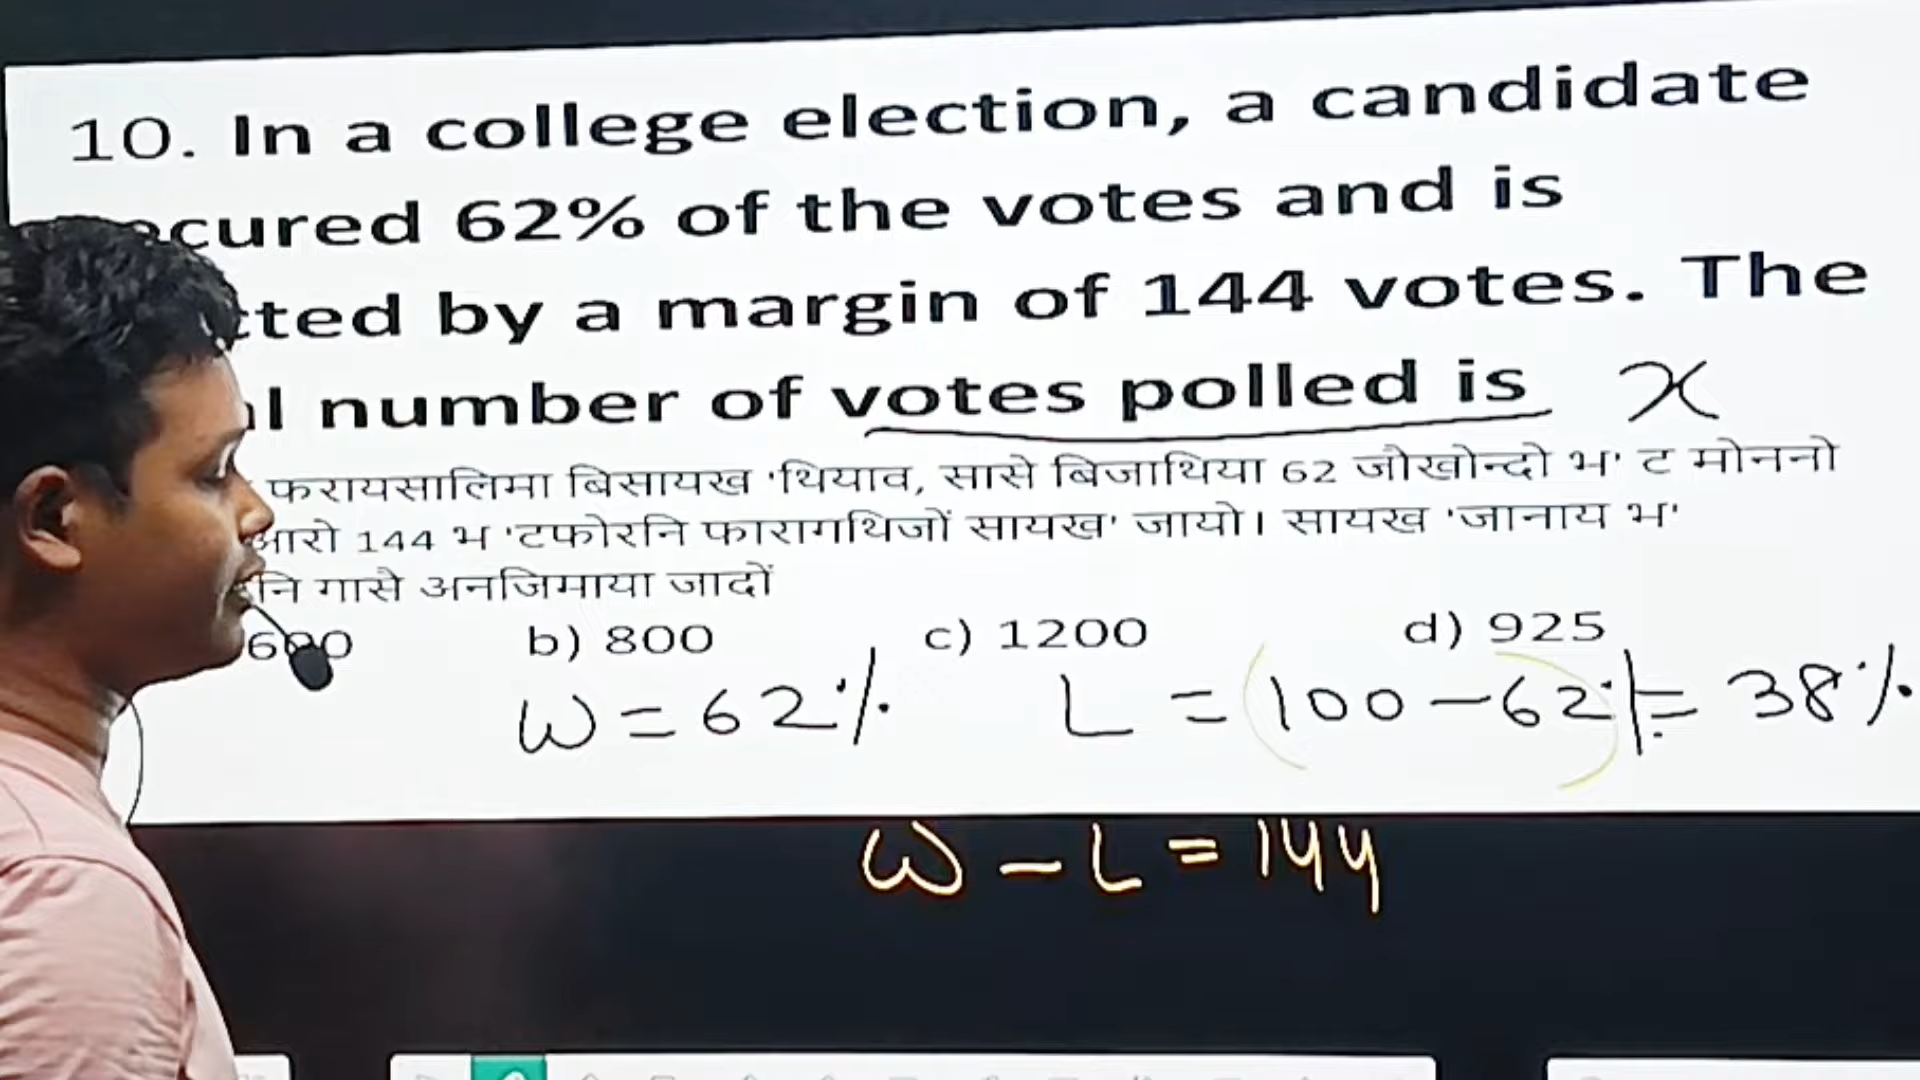 10. In a college election, a candidate
cured 62% of the votes and is
cted by a margin of 144 votes. The
l number of votes polled is x
फरायसालिमा बिसायख 'थियाव, सासे बिजाथिया 62 जौखोन्दो भ' ट मोननो
आरो 144 भ 'टफोरनि फारागथिजों सायख' जायो। सायख 'जानाय भ'
नि गासै अनजिमाया जादों
b) 800 c) 1200 d) 925
W = 62% L = (100 - 62)% = 38%
W - L = 144